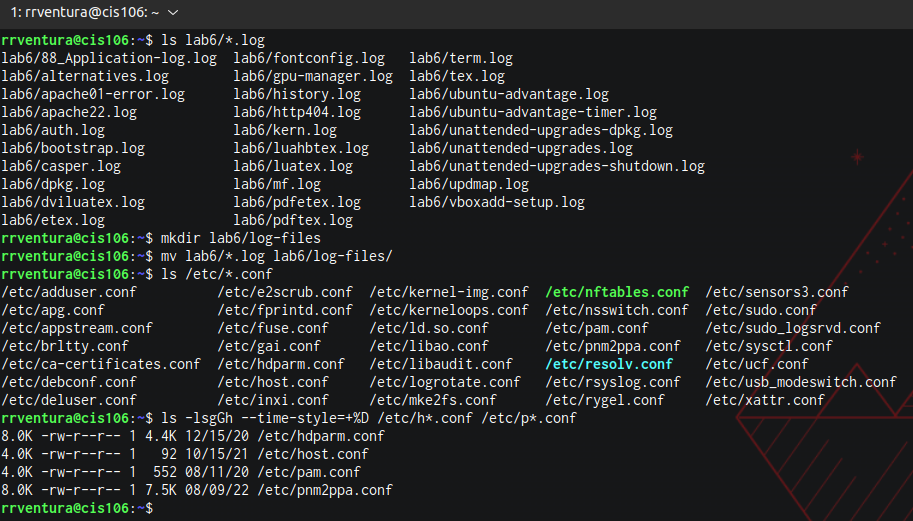 1: rrventura@cis106: ~
rrventura@cis106:~$ ls lab6/*.log
lab6/88_Application-log.log  lab6/fontconfig.log   lab6/term.log
lab6/alternatives.log        lab6/gpu-manager.log  lab6/tex.log
lab6/apache01-error.log      lab6/history.log      lab6/ubuntu-advantage.log
lab6/apache22.log            lab6/http404.log      lab6/ubuntu-advantage-timer.log
lab6/auth.log                lab6/kern.log         lab6/unattended-upgrades-dpkg.log
lab6/bootstrap.log           lab6/luahbtex.log     lab6/unattended-upgrades.log
lab6/casper.log              lab6/luatex.log       lab6/unattended-upgrades-shutdown.log
lab6/dpkg.log                lab6/mf.log           lab6/updmap.log
lab6/dviluatex.log           lab6/pdfetex.log      lab6/vboxadd-setup.log
lab6/etex.log                lab6/pdftex.log
rrventura@cis106:~$ mkdir lab6/log-files
rrventura@cis106:~$ mv lab6/*.log lab6/log-files/
rrventura@cis106:~$ ls /etc/*.conf
/etc/adduser.conf          /etc/e2scrub.conf  /etc/kernel-img.conf  /etc/nftables.conf  /etc/sensors3.conf
/etc/apg.conf              /etc/fprintd.conf  /etc/kerneloops.conf  /etc/nsswitch.conf  /etc/sudo.conf
/etc/appstream.conf        /etc/fuse.conf     /etc/ld.so.conf       /etc/pam.conf       /etc/sudo_logsrvd.conf
/etc/brltty.conf           /etc/gai.conf      /etc/libao.conf       /etc/pnm2ppa.conf   /etc/sysctl.conf
/etc/ca-certificates.conf  /etc/hdparm.conf   /etc/libaudit.conf    /etc/resolv.conf    /etc/ucf.conf
/etc/debconf.conf          /etc/host.conf     /etc/logrotate.conf   /etc/rsyslog.conf   /etc/usb_modeswitch.conf
/etc/deluser.conf          /etc/inxi.conf     /etc/mke2fs.conf      /etc/rygel.conf     /etc/xattr.conf
rrventura@cis106:~$ ls -lsgGh --time-style=+%D /etc/h*.conf /etc/p*.conf
8.0K -rw-r--r-- 1 4.4K 12/15/20 /etc/hdparm.conf
4.0K -rw-r--r-- 1   92 10/15/21 /etc/host.conf
4.0K -rw-r--r-- 1  552 08/11/20 /etc/pam.conf
8.0K -rw-r--r-- 1 7.5K 08/09/22 /etc/pnm2ppa.conf
rrventura@cis106:~$